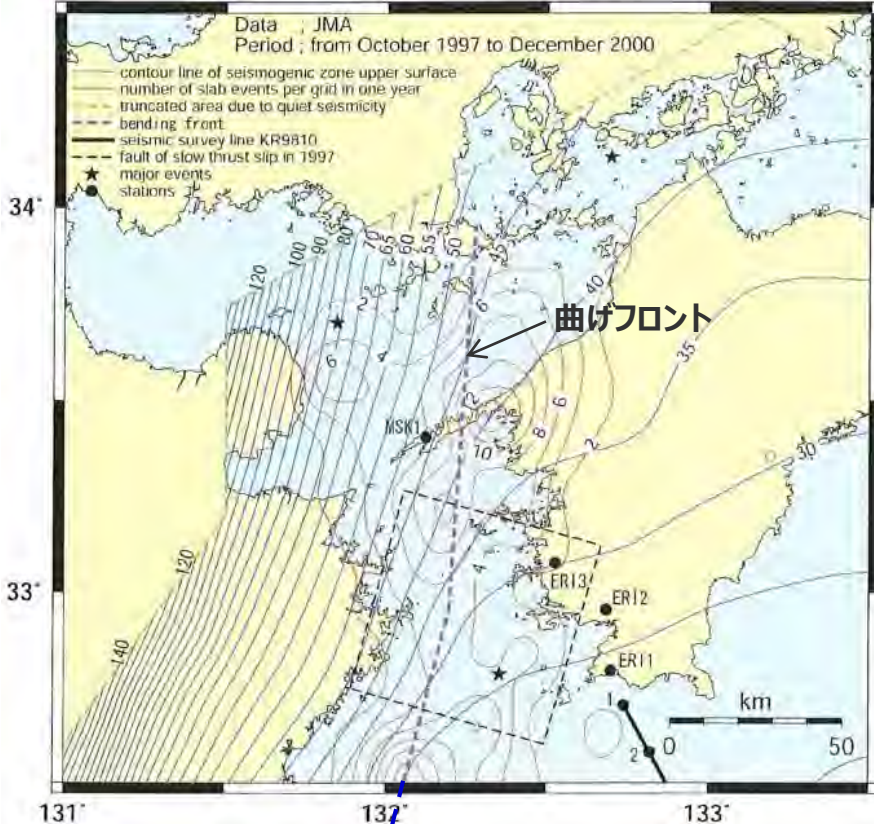 Data ; JMA
Period ; from October 1997 to December 2000
contour line of seismogenic zone upper surface
number of slab events per grid in one year
truncated area due to quiet seismicity
bending front
seismic survey line KR9810
fault of slow thrust slip in 1997
major events
stations
34°
120
100
90
80
70
65
60
55
50
45
40
2
6
曲げフロント
4
6
35
12
MSK1
6
8
2
10
30
120
33°
4
ERI3
ERI2
140
ERI1
1
km
2
0
50
131°
132°
133°